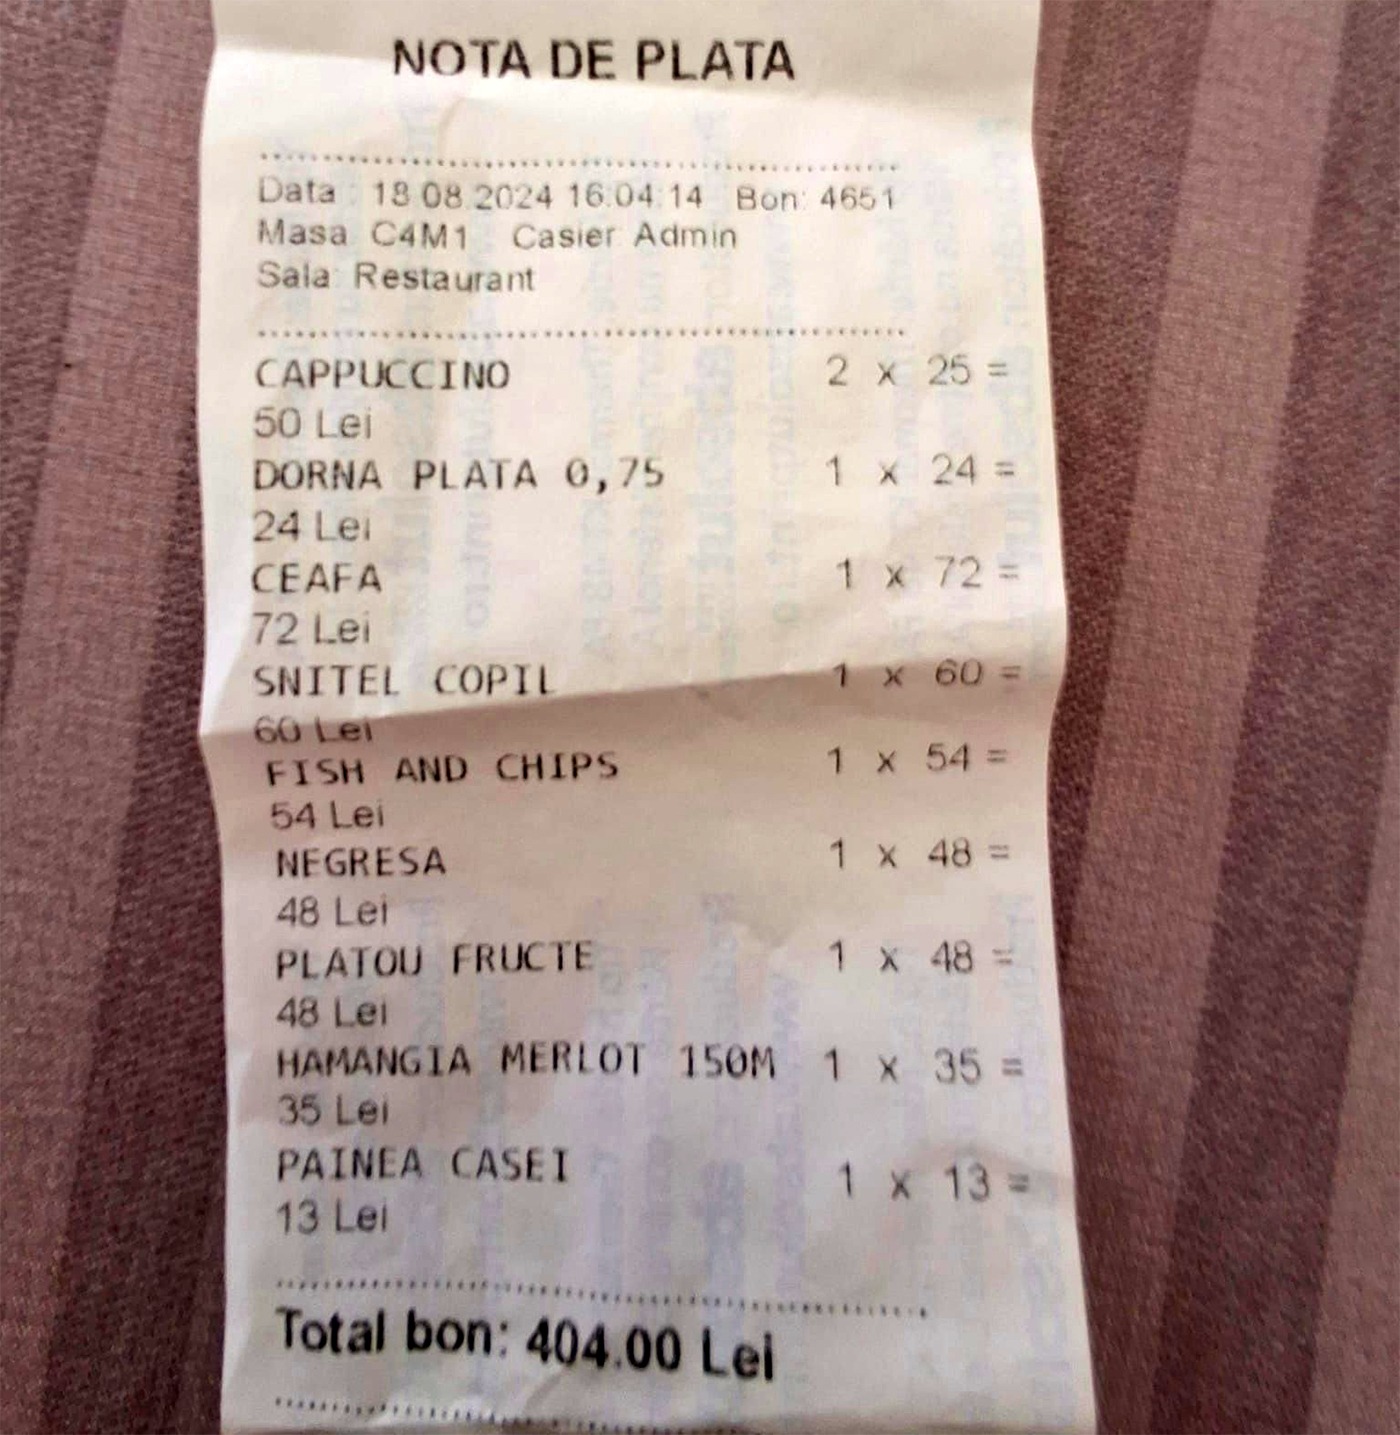 NOTA DE PLATA
Data : 18.08.2024 16:04:14 Bon: 4651
Masa C4M1 Casier Admin
Sala: Restaurant
CAPPUCCINO 2 x 25 =
50 Lei
DORNA PLATA 0,75 1 x 24 =
24 Lei
CEAFA 1 x 72 =
72 Lei
SNITEL COPIL 1 x 60 =
60 Lei
FISH AND CHIPS 1 x 54 =
54 Lei
NEGRESA 1 x 48 =
48 Lei
PLATOU FRUCTE 1 x 48 =
48 Lei
HAMANGIA MERLOT 150M 1 x 35 =
35 Lei
PAINEA CASEI 1 x 13 =
13 Lei
Total bon: 404.00 Lei